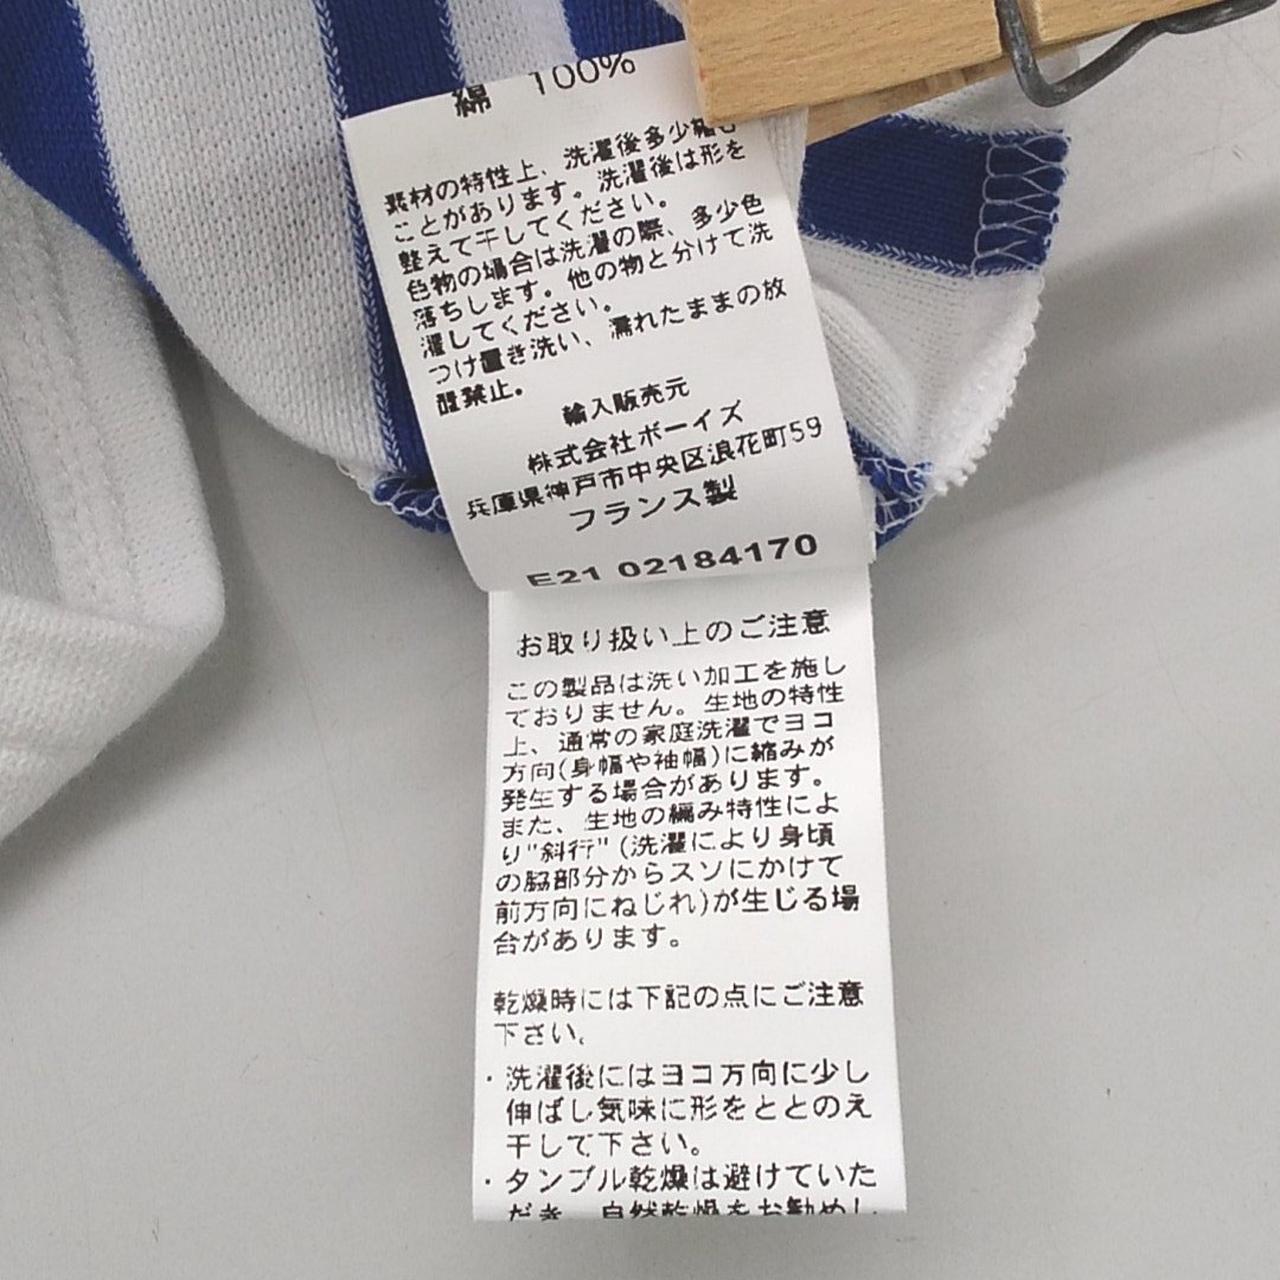 綿 100%
素材の特性上、洗濯後多少縮む
ことがあります。洗濯後は形を
整えて干してください。
色物の場合は洗濯の際、多少色
落ちします。他の物と分けて洗
濯してください。
つけ置き洗い、濡れたままの放
置禁止。
輸入販売元
株式会社ボーイズ
兵庫県神戸市中央区浪花町59
フランス製
E21 02184170
お取り扱い上のご注意
この製品は洗い加工を施し
ておりません。生地の特性
上、通常の家庭洗濯でヨコ
方向(身幅や袖幅)に縮みが
発生する場合があります。
また、生地の編み特性によ
り"斜行"(洗濯により身頃
の脇部分からスソにかけて
前方向にねじれ)が生じる場
合があります。
乾燥時には下記の点にご注意
下さい。
・洗濯後にはヨコ方向に少し
伸ばし気味に形をととのえ
干して下さい。
・タンブル乾燥は避けていた
だき、自然乾燥をお勧めし